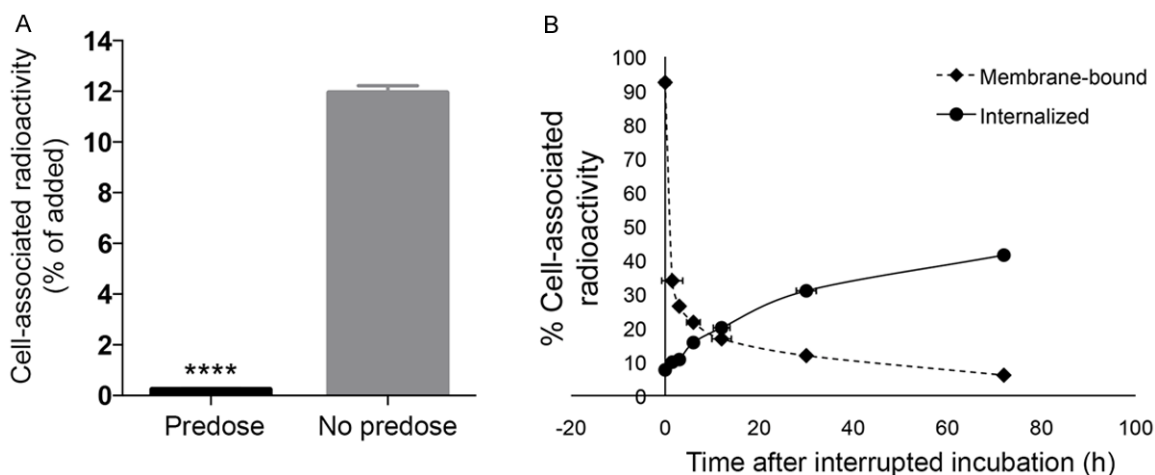 A
Cell-associated radioactivity
(% of added)
14
12
10
8
6
4
2
0
****
Predose
No predose
B
% Cell-associated
radioactivity
100
90
80
70
60
50
40
30
20
10
0
Membrane-bound
Internalized
-20
0
20
40
60
80
100
Time after interrupted incubation (h)